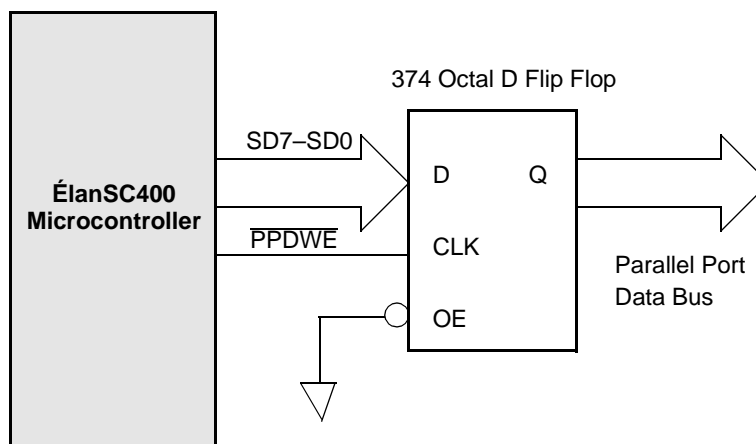 374 Octal D Flip Flop
SD7–SD0
D
Q
ÉlanSC400
Microcontroller
PPDWE
CLK
Parallel Port
Data Bus
OE